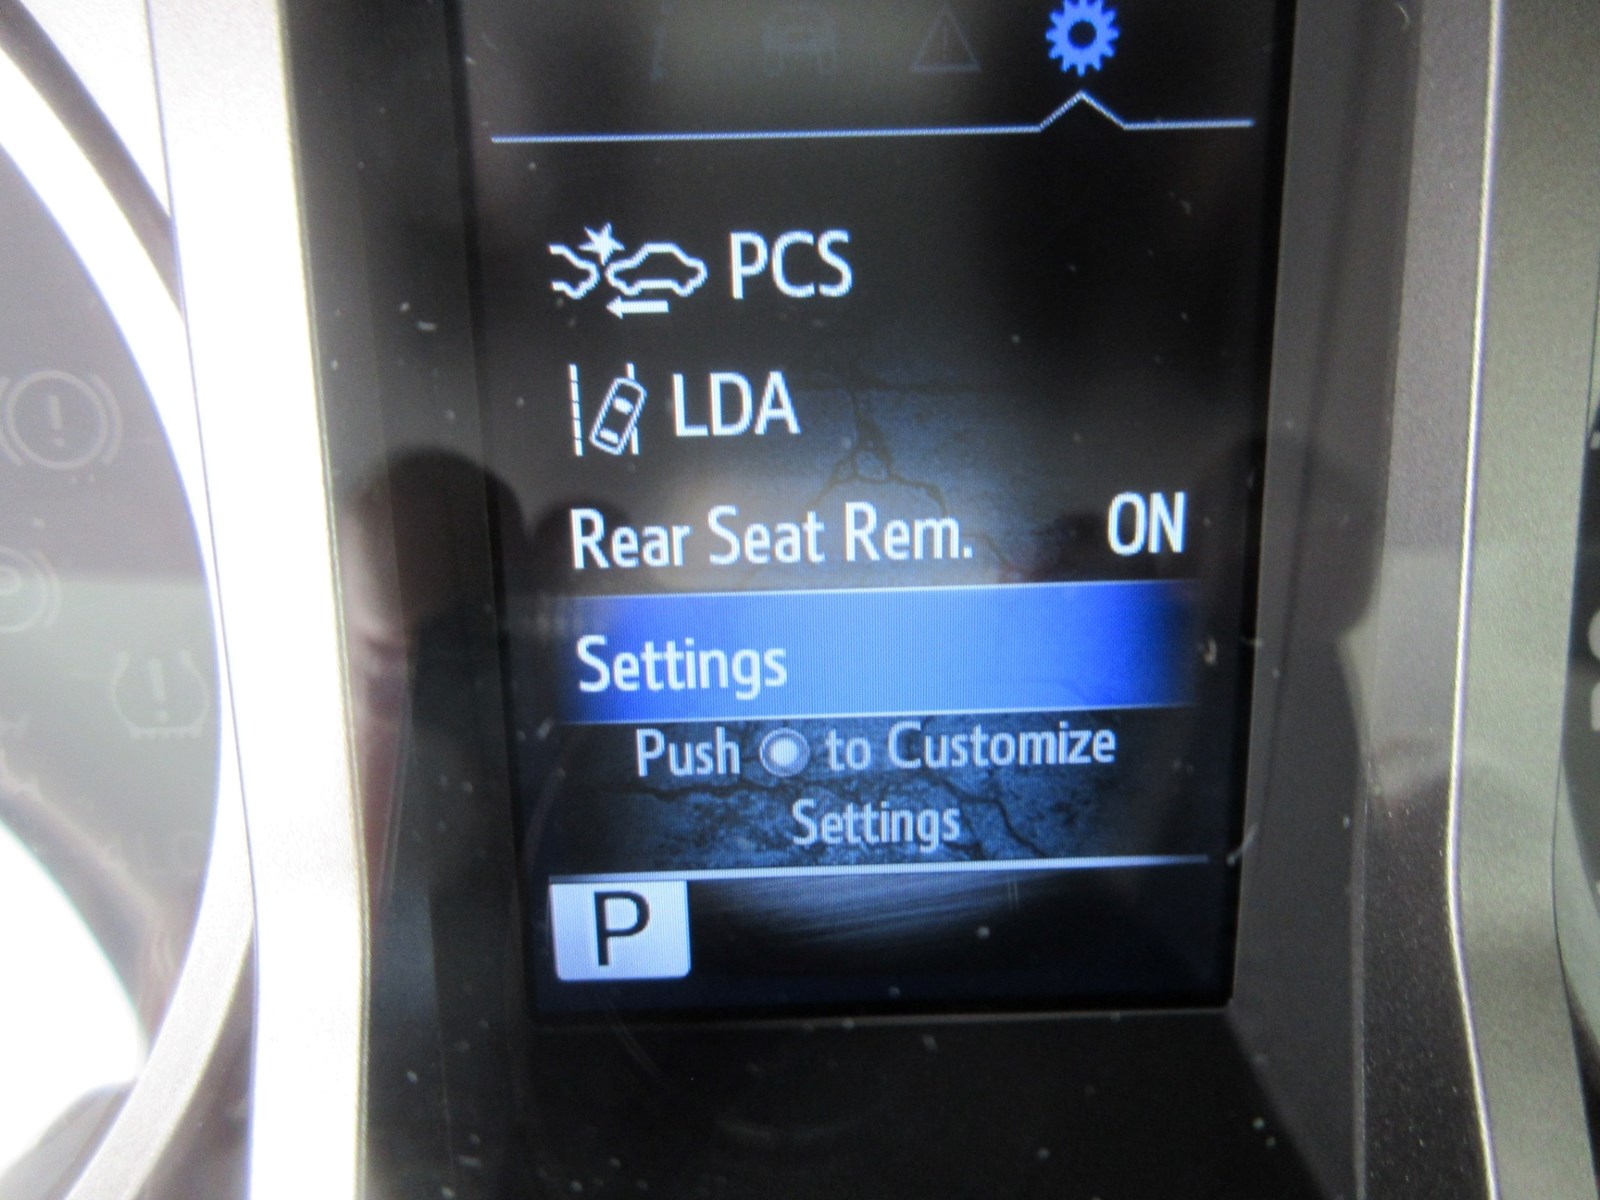 PCS
LDA
Rear Seat Rem. ON
Settings
Push to Customize
Settings
P